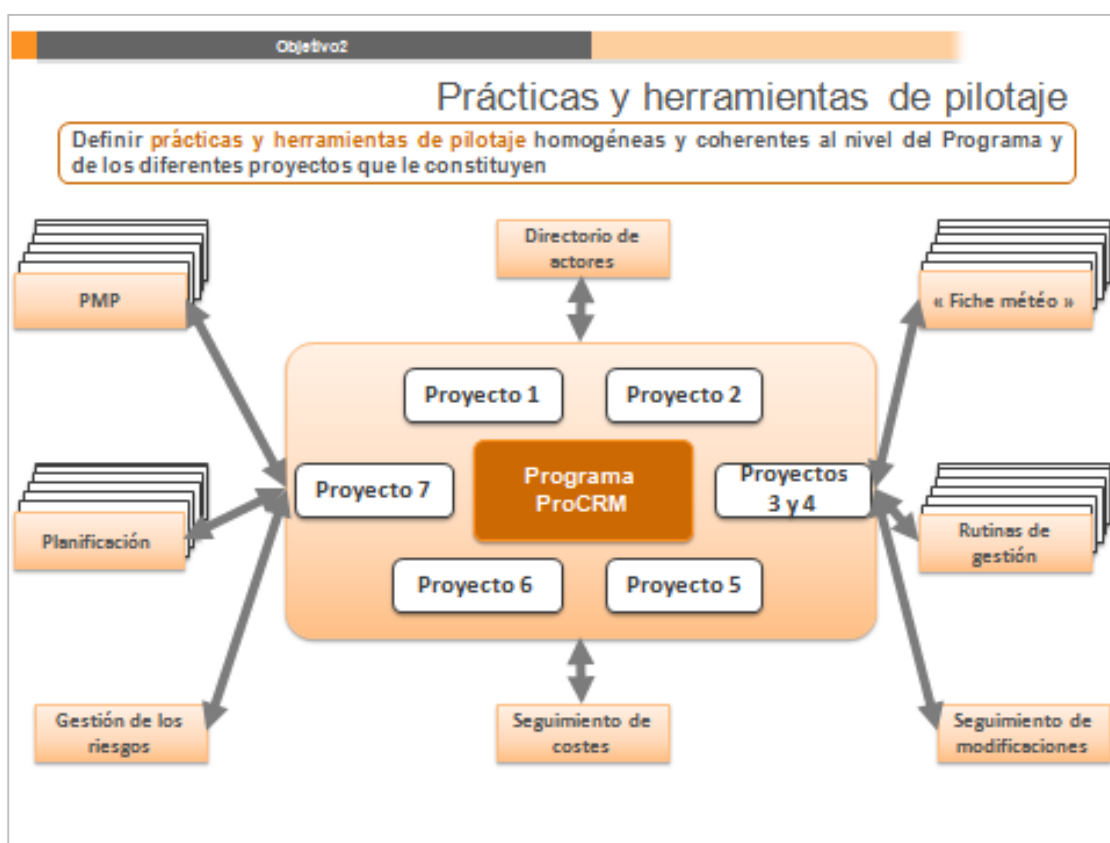 Objetivo2
Prácticas y herramientas de pilotaje
Definir prácticas y herramientas de pilotaje homogéneas y coherentes al nivel del Programa y
de los diferentes proyectos que le constituyen
Directorio de
actores
PMP
« Fiche météo »
Proyecto 1
Proyecto 2
Proyecto 7
Programa
ProCRM
Proyectos
3 y 4
Planificación
Rutinas de
gestión
Proyecto 6
Proyecto 5
Gestión de los
riesgos
Seguimiento de
costes
Seguimiento de
modificaciones